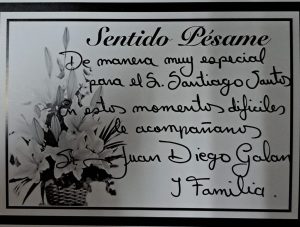 Sentido Pésame
De manera muy especial
para el Sr. Santiago Santos
en estos momentos dificiles
le acompañamos
Sr. Juan Diego Galan
Y Familia.